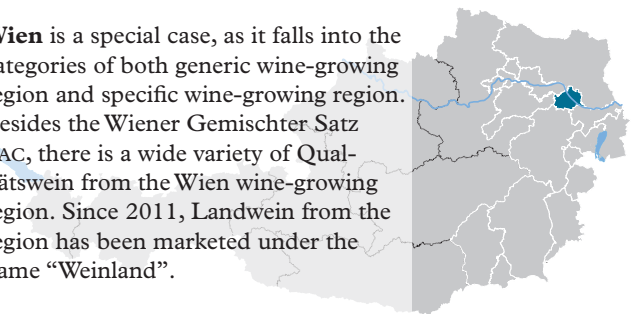 Wien is a special case, as it falls into the
ategories of both generic wine-growing
egion and specific wine-growing region.
esides the Wiener Gemischter Satz
AC, there is a wide variety of Qual-
ätswein from the Wien wine-growing
egion. Since 2011, Landwein from the
egion has been marketed under the
ame “Weinland”.